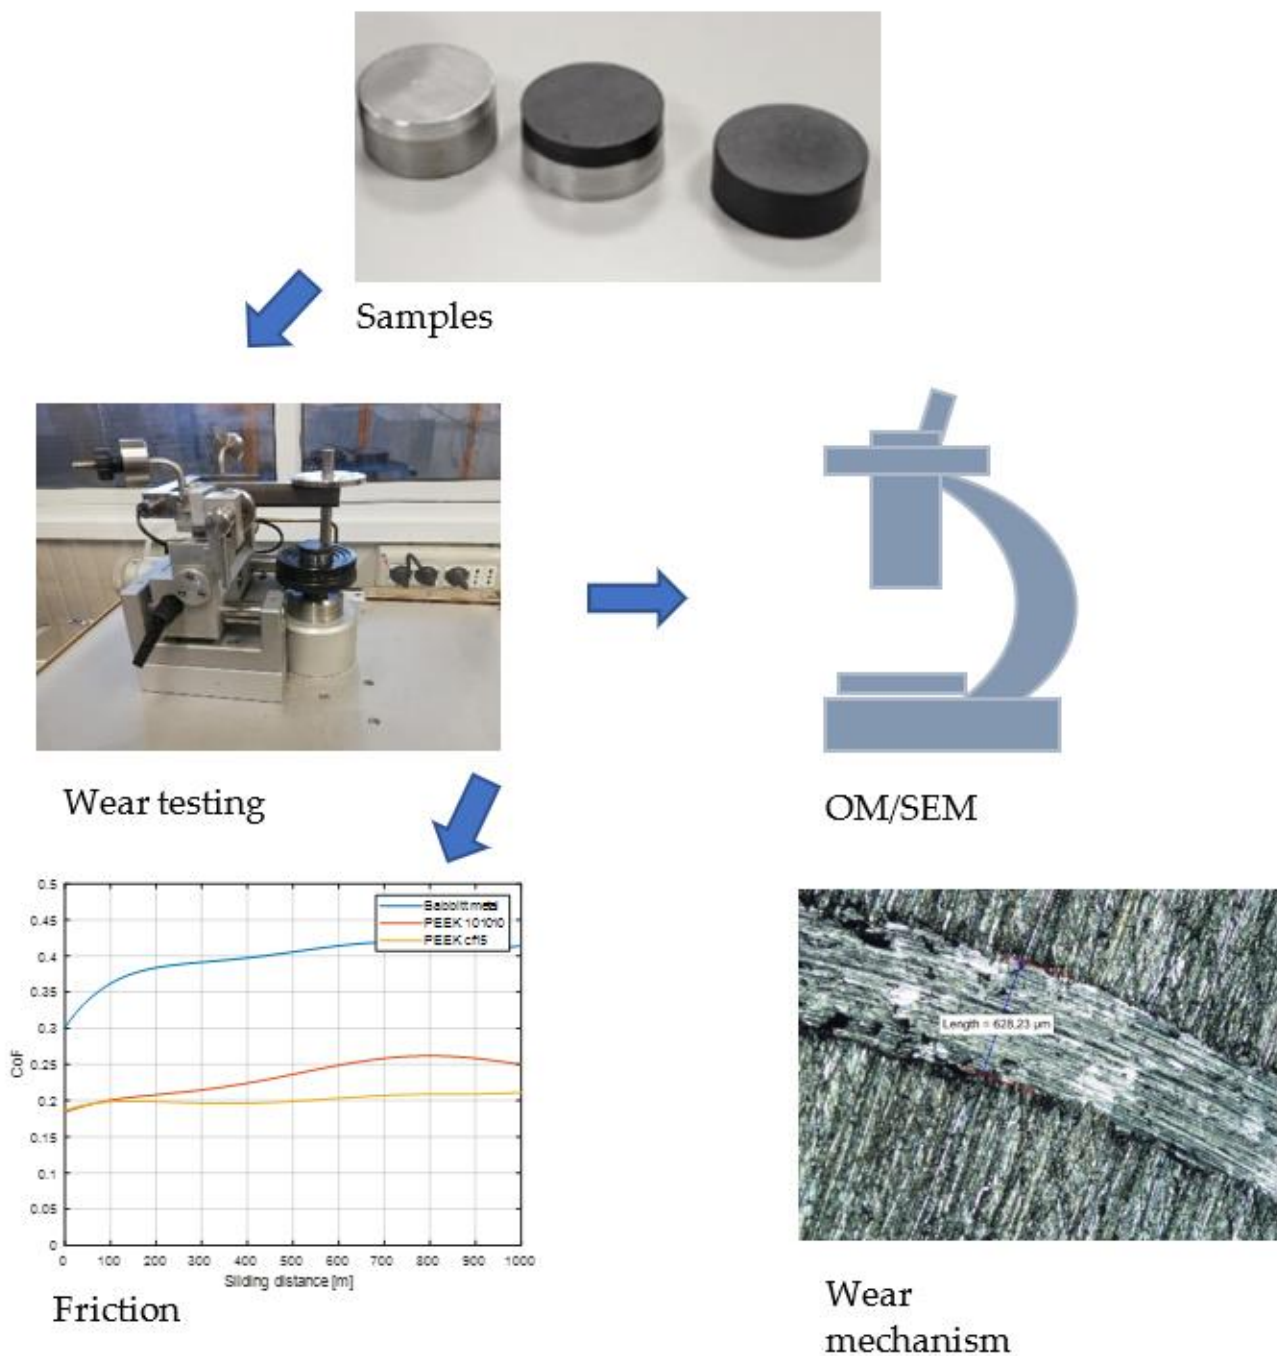 Samples
Wear testing
OM/SEM
0.5
0.45
0.4
0.35
0.3
0.25
0.2
0.15
0.1
0.05
0
CoF
Babbitt metal
PEEK 101010
PEEK cf15
0 100 200 300 400 500 600 700 800 900 1000
Sliding distance [m]
Friction
Length = 628,23 µm
Wear
mechanism